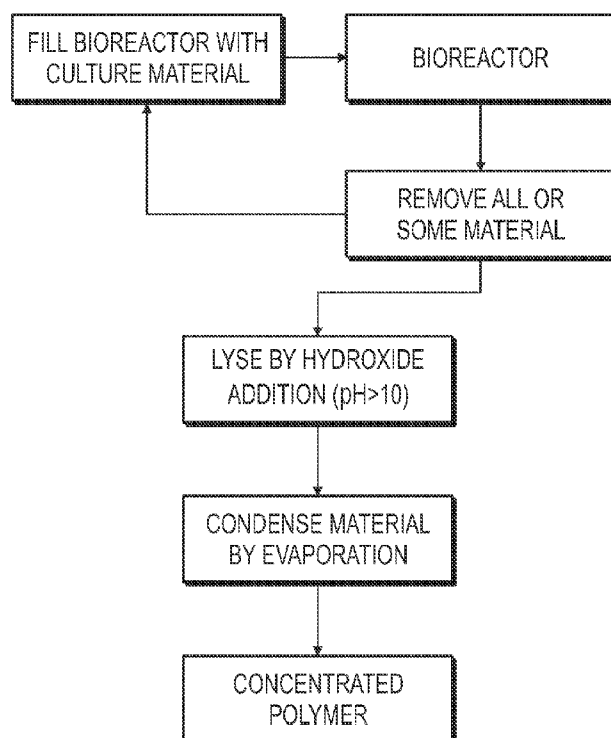 FILL BIOREACTOR WITH
CULTURE MATERIAL
BIOREACTOR
REMOVE ALL OR
SOME MATERIAL
LYSE BY HYDROXIDE
ADDITION (pH>10)
CONDENSE MATERIAL
BY EVAPORATION
CONCENTRATED
POLYMER